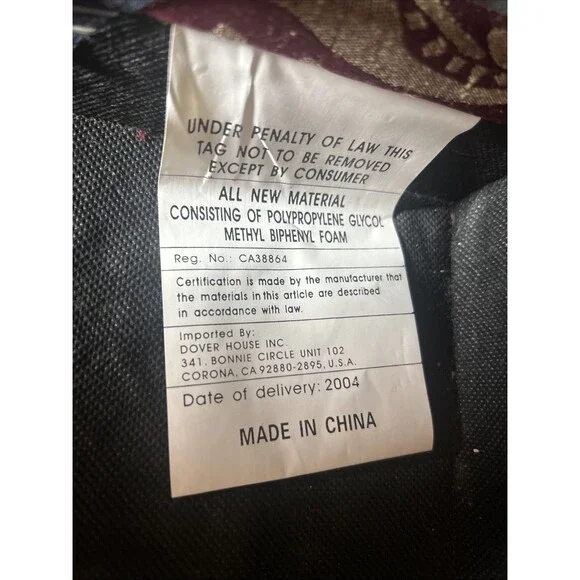 UNDER PENALTY OF LAW THIS
TAG NOT TO BE REMOVED
EXCEPT BY CONSUMER
ALL NEW MATERIAL
CONSISTING OF POLYPROPYLENE GLYCOL
METHYL BIPHENYL FOAM
Reg. No.: CA38864
Certification is made by the manufacturer that
the materials in this article are described
in accordance with law.
Imported By:
DOVER HOUSE INC.
341. BONNIE CIRCLE UNIT 102
CORONA, CA 92880-2895, U.S.A.
Date of delivery: 2004
MADE IN CHINA